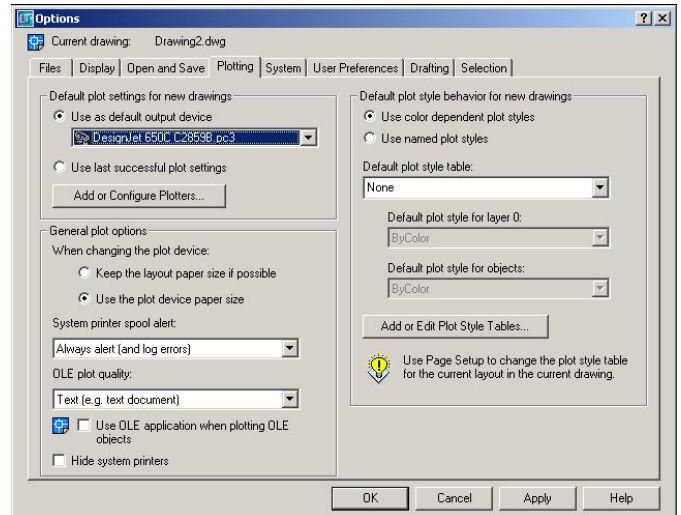 Options
Current drawing: Drawing2.dwg
Files Display Open and Save Plotting System User Preferences Drafting Selection
Default plot settings for new drawings
Use as default output device
DesignJet 650C C2859B.pc3
Use last successful plot settings
Add or Configure Plotters...
General plot options
When changing the plot device:
Keep the layout paper size if possible
Use the plot device paper size
System printer spool alert:
Always alert (and log errors)
OLE plot quality:
Text (e.g. text document)
Use OLE application when plotting OLE
objects
Hide system printers
Default plot style behavior for new drawings
Use color dependent plot styles
Use named plot styles
Default plot style table:
None
Default plot style for layer 0:
ByColor
Default plot style for objects:
ByColor
Add or Edit Plot Style Tables...
Use Page Setup to change the plot style table
for the current layout in the current drawing.
OK Cancel Apply Help